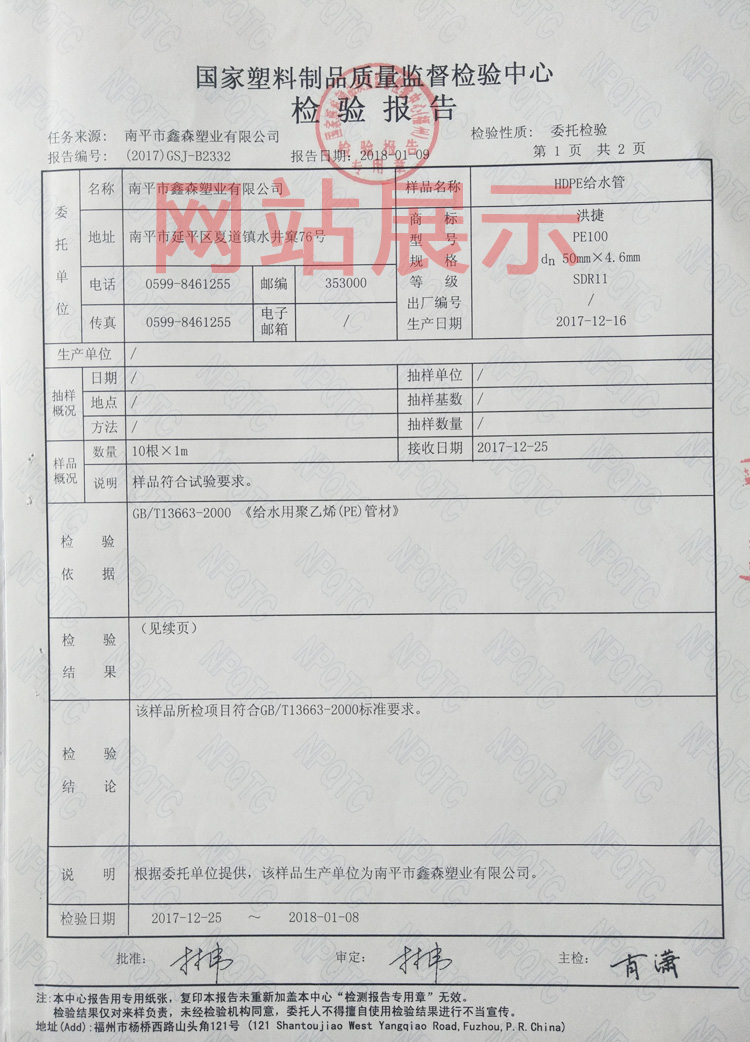 国家塑料制品质量监督检验中心
检验报告
任务来源: 南平市鑫森塑业有限公司 检验性质: 委托检验
报告编号: (2017)GSJ-B2332 报告日期: 2018-01-09 第 1 页 共 2 页
检验报告
专用章
网站展示
委托单位 名称 南平市鑫森塑业有限公司 样品名称 HDPE给水管
地址 南平市延平区夏道镇水井窠76号
商标 洪捷
型号 PE100
规格 dn 50mm×4.6mm
等级 SDR11
出厂编号 /
生产日期 2017-12-16
电话 0599-8461255 邮编 353000
传真 0599-8461255 电子邮箱 /
生产单位 /
抽样概况 日期 / 抽样单位 /
地点 / 抽样基数 /
方法 / 抽样数量 /
样品概况 数量 10根×1m 接收日期 2017-12-25
说明 样品符合试验要求。
检验依据 GB/T13663-2000 《给水用聚乙烯(PE)管材》
检验结果 (见续页)
检验结论 该样品所检项目符合GB/T13663-2000标准要求。
说明 根据委托单位提供,该样品生产单位为南平市鑫森塑业有限公司。
检验日期 2017-12-25 ~ 2018-01-08
批准: 审定: 主检: 肖潇
注:本中心报告用专用纸张,复印本报告未重新加盖本中心“检测报告专用章”无效。
检验结果仅对来样负责,未经检验机构同意,委托人不得擅自使用检验结果进行不当宣传。
地址(Add):福州市杨桥西路山头角121号 (121 Shantoujiao West Yangqiao Road,Fuzhou,P.R.China)
NPQTC